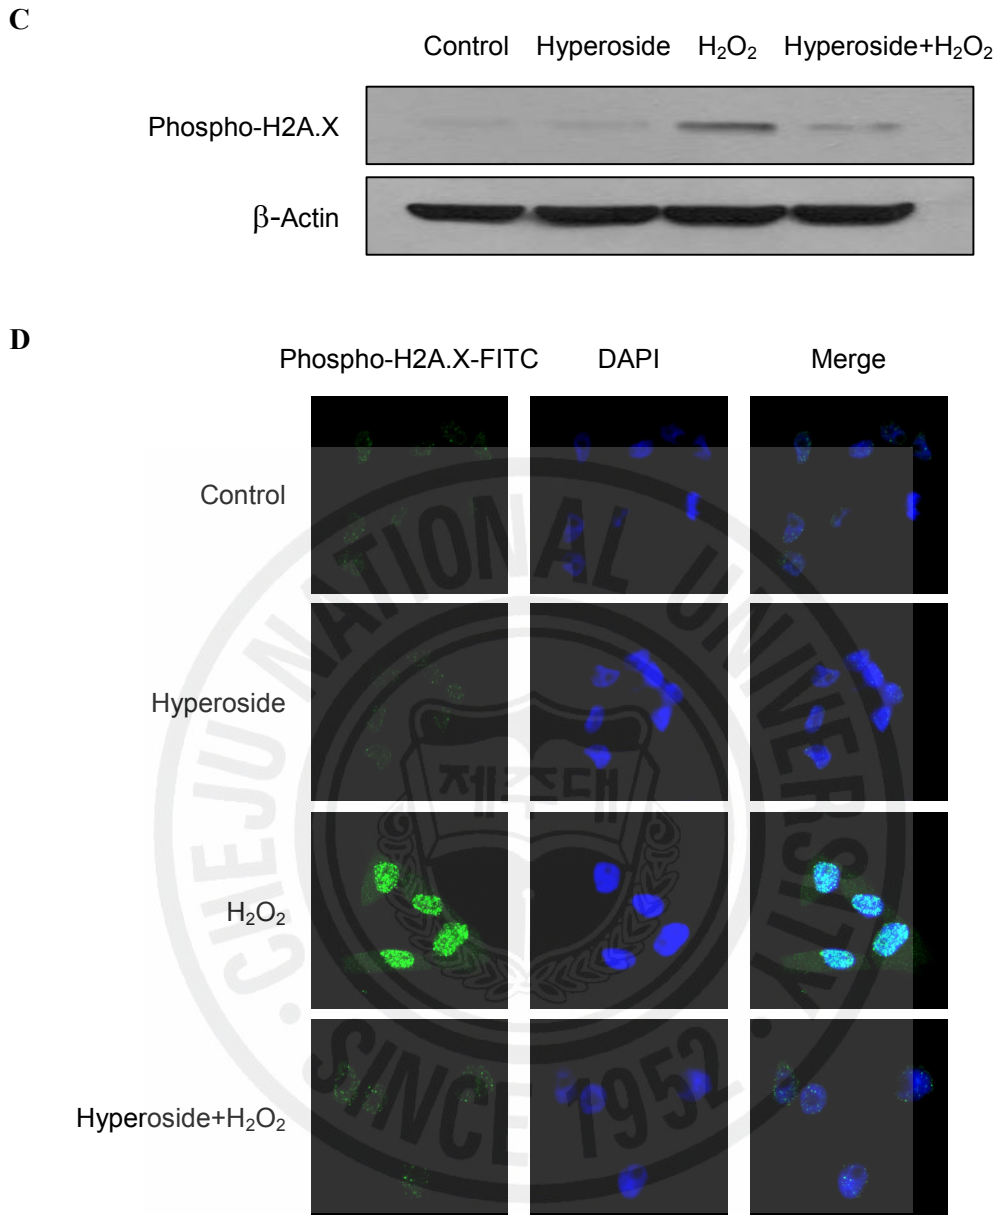 C
Control Hyperoside H₂O₂ Hyperoside+H₂O₂
Phospho-H2A.X
β-Actin
D
Phospho-H2A.X-FITC DAPI Merge
Control
Hyperoside
H₂O₂
Hyperoside+H₂O₂
CHEJU NATIONAL UNIVERSITY
제주대
SINCE 1952